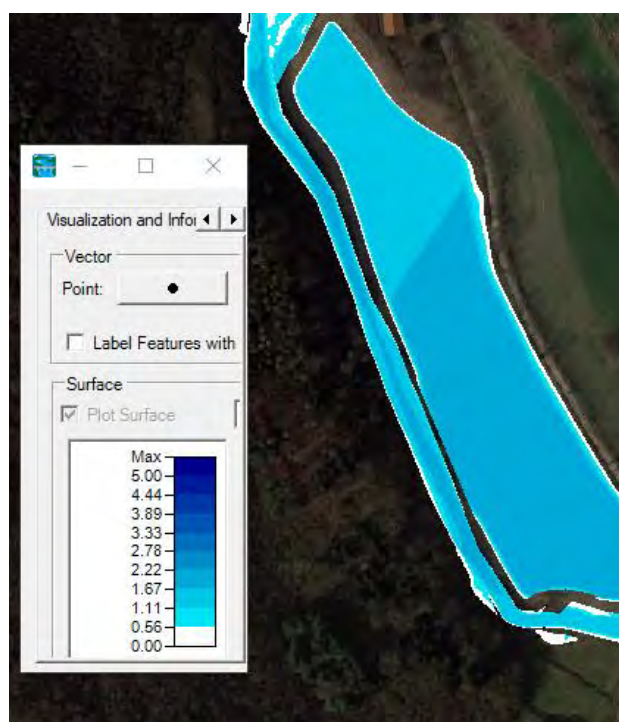 Visualization and Infor
Vector
Point:
Label Features with
Surface
Plot Surface
Max
5.00
4.44
3.89
3.33
2.78
2.22
1.67
1.11
0.56
0.00